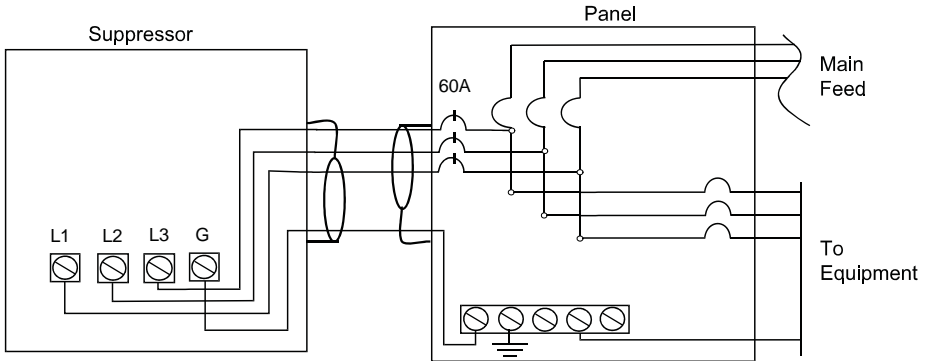 Panel
Suppressor
Main
Feed
60A
L1 L2 L3 G
To
Equipment